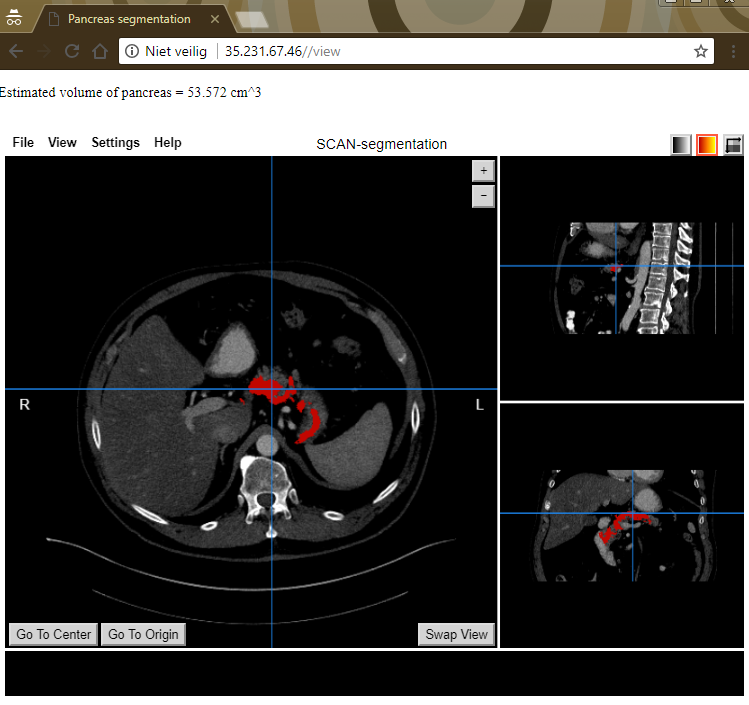 Pancreas segmentation
Niet veilig 35.231.67.46//view
Estimated volume of pancreas = 53.572 cm^3
File View Settings Help SCAN-segmentation
+
-
R L
Go To Center Go To Origin Swap View